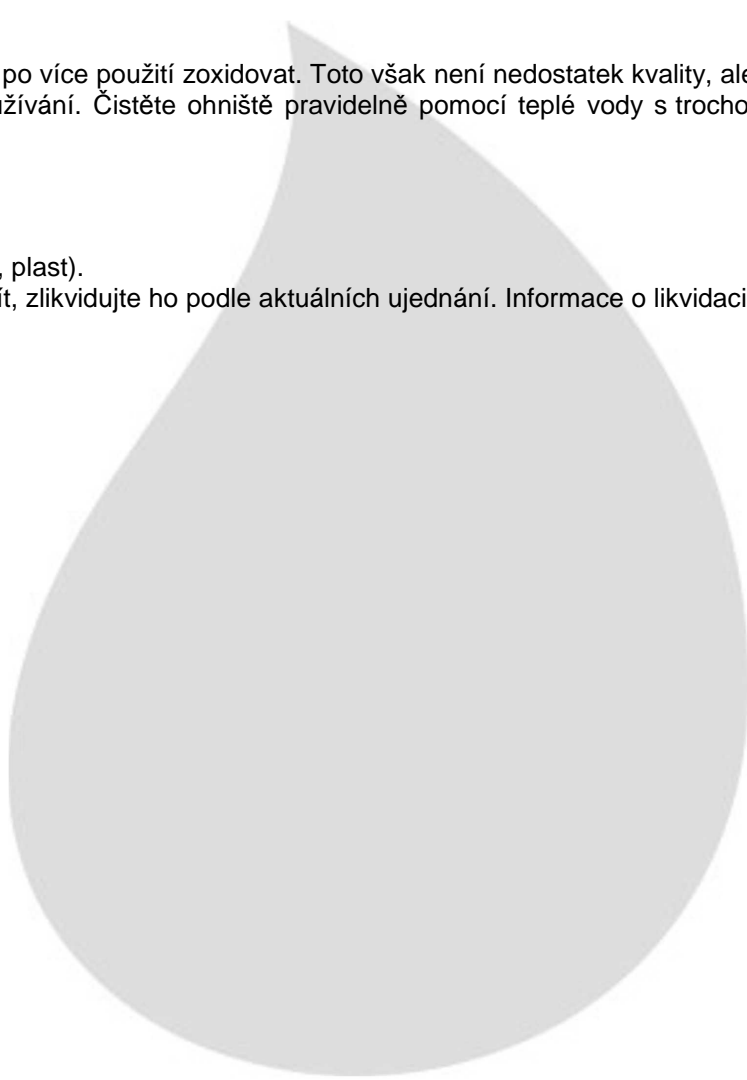 po více použití zoxidovat. Toto však není nedostatek kvality, ale
užívání. Čistěte ohniště pravidelně pomocí teplé vody s trocho
, plast).
ít, zlikvidujte ho podle aktuálních ujednání. Informace o likvidaci